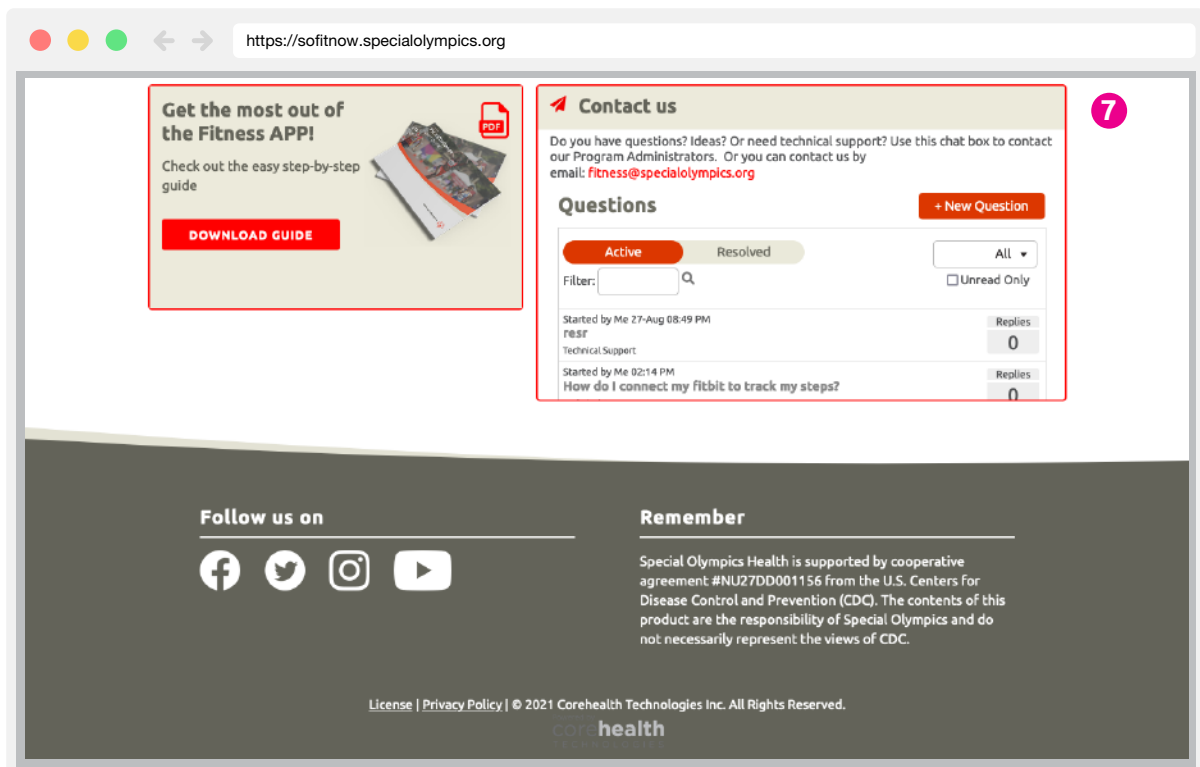 https://sofitnow.specialolympics.org
Get the most out of
the Fitness APP!
PDF
Check out the easy step-by-step
guide
DOWNLOAD GUIDE
Contact us
7
Do you have questions? Ideas? Or need technical support? Use this chat box to contact
our Program Administrators. Or you can contact us by
email: fitness@specialolympics.org
Questions
+ New Question
Active
Resolved
All
Filter:
Unread Only
Started by Me 27-Aug 08:49 PM
resr
Technical Support
Replies
0
Started by Me 02:14 PM
How do I connect my fitbit to track my steps?
Replies
0
Follow us on
Remember
Special Olympics Health is supported by cooperative
agreement #NU27DD001156 from the U.S. Centers for
Disease Control and Prevention (CDC). The contents of this
product are the responsibility of Special Olympics and do
not necessarily represent the views of CDC.
License | Privacy Policy | © 2021 Corehealth Technologies Inc. All Rights Reserved.
corehealth
TECHNOLOGIES